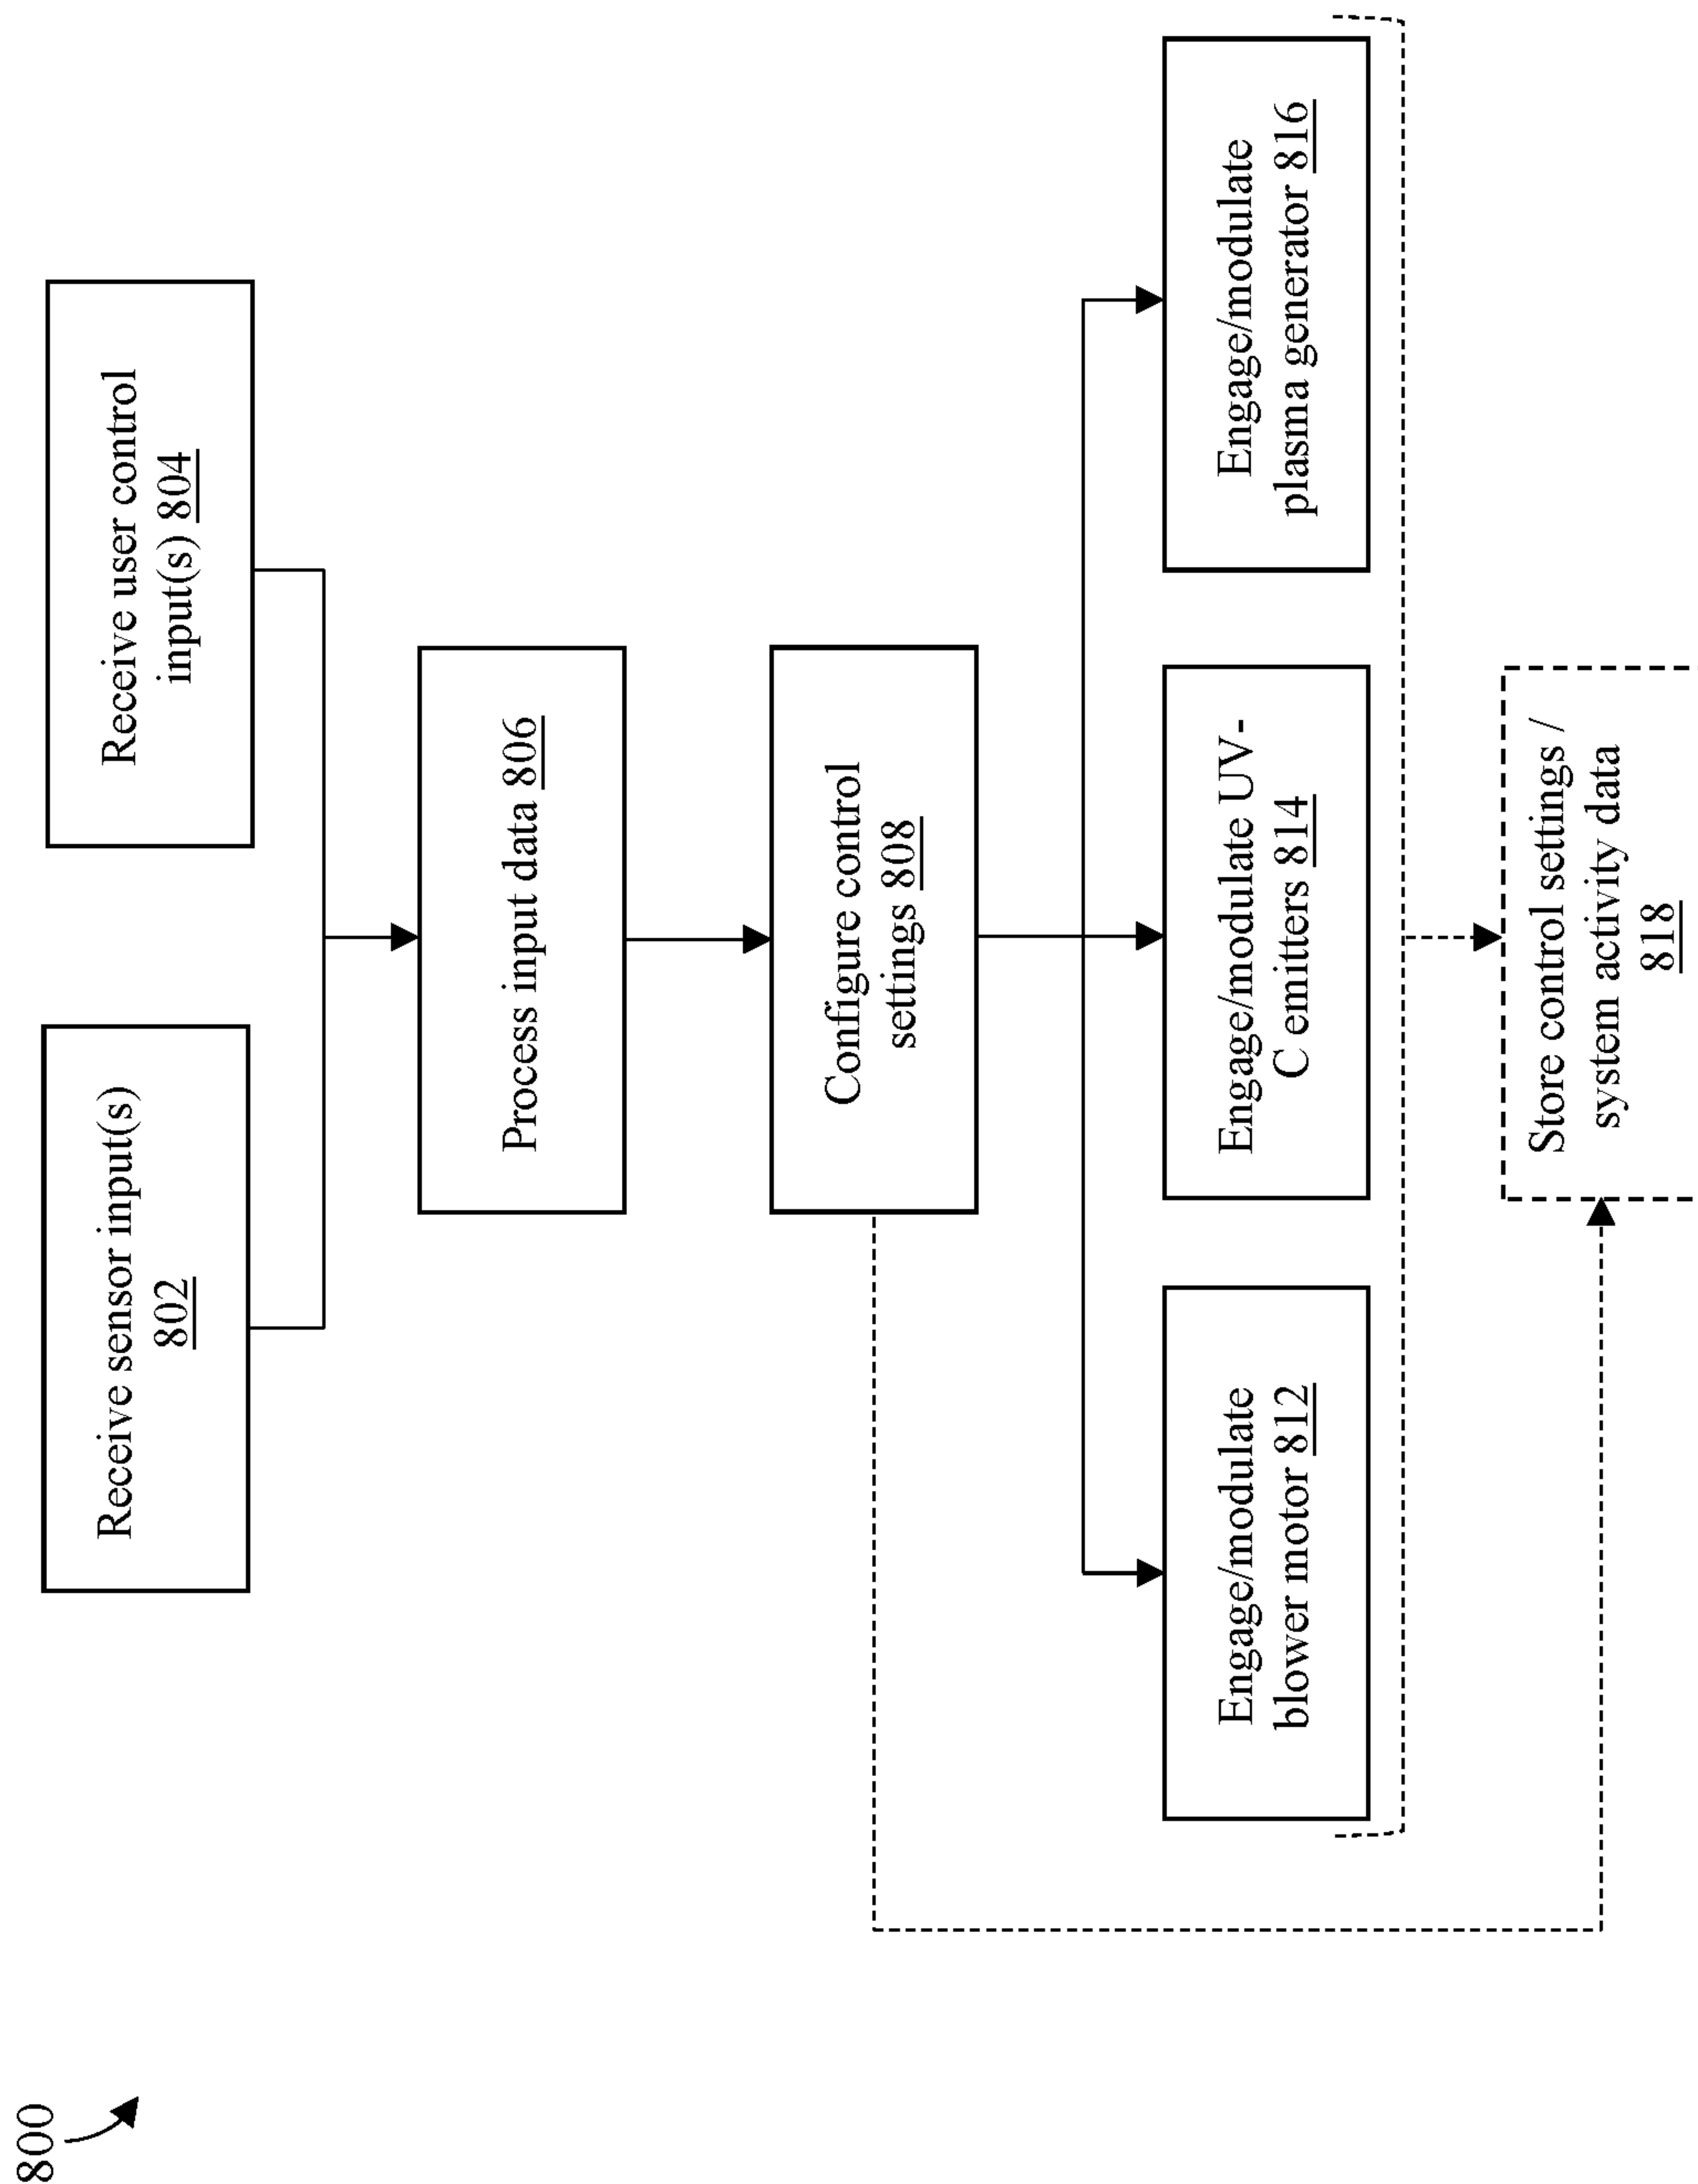 800
Receive sensor input(s)
802
Receive user control
input(s) 804
Process input data 806
Configure control
settings 808
Engage/modulate
blower motor 812
Engage/modulate UV-
C emitters 814
Engage/modulate
plasma generator 816
Store control settings /
system activity data
818